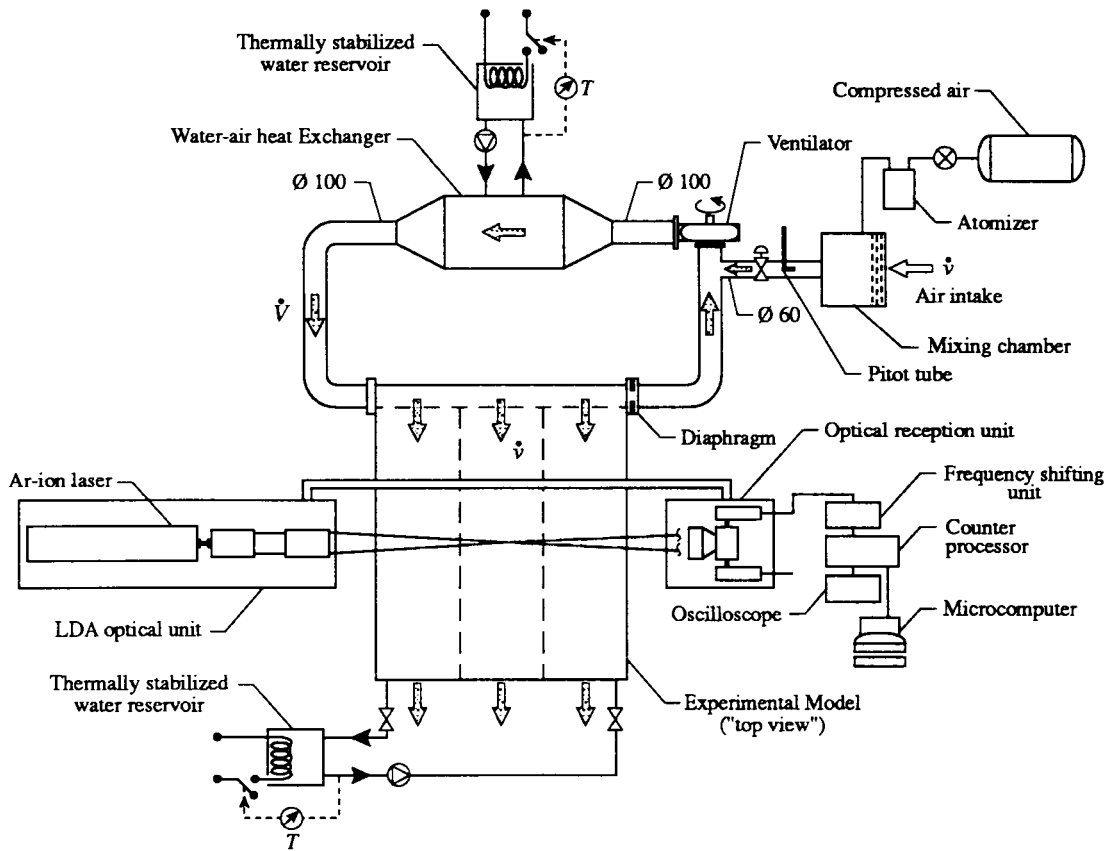 Thermally stabilized
water reservoir
T
Compressed air
Water-air heat Exchanger
Ventilator
Ø 100
Ø 100
Atomizer
V̇
v̇
Air intake
Ø 60
Mixing chamber
Pitot tube
Diaphragm
v̇
Optical reception unit
Ar-ion laser
Frequency shifting
unit
Counter
processor
Oscilloscope
Microcomputer
LDA optical unit
Thermally stabilized
water reservoir
Experimental Model
("top view")
T